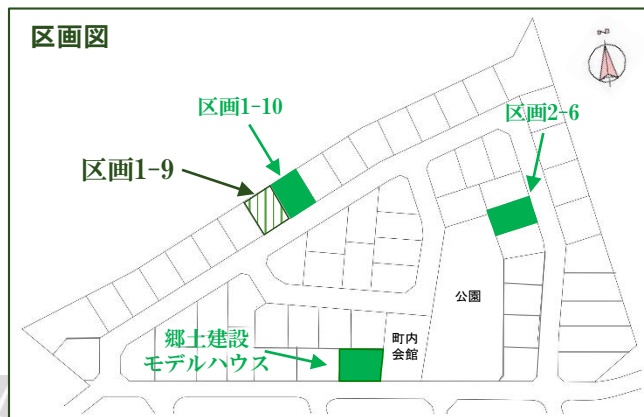 区画図
区画1-10
区画2-6
区画1-9
公園
町内
会館
郷土建設
モデルハウス